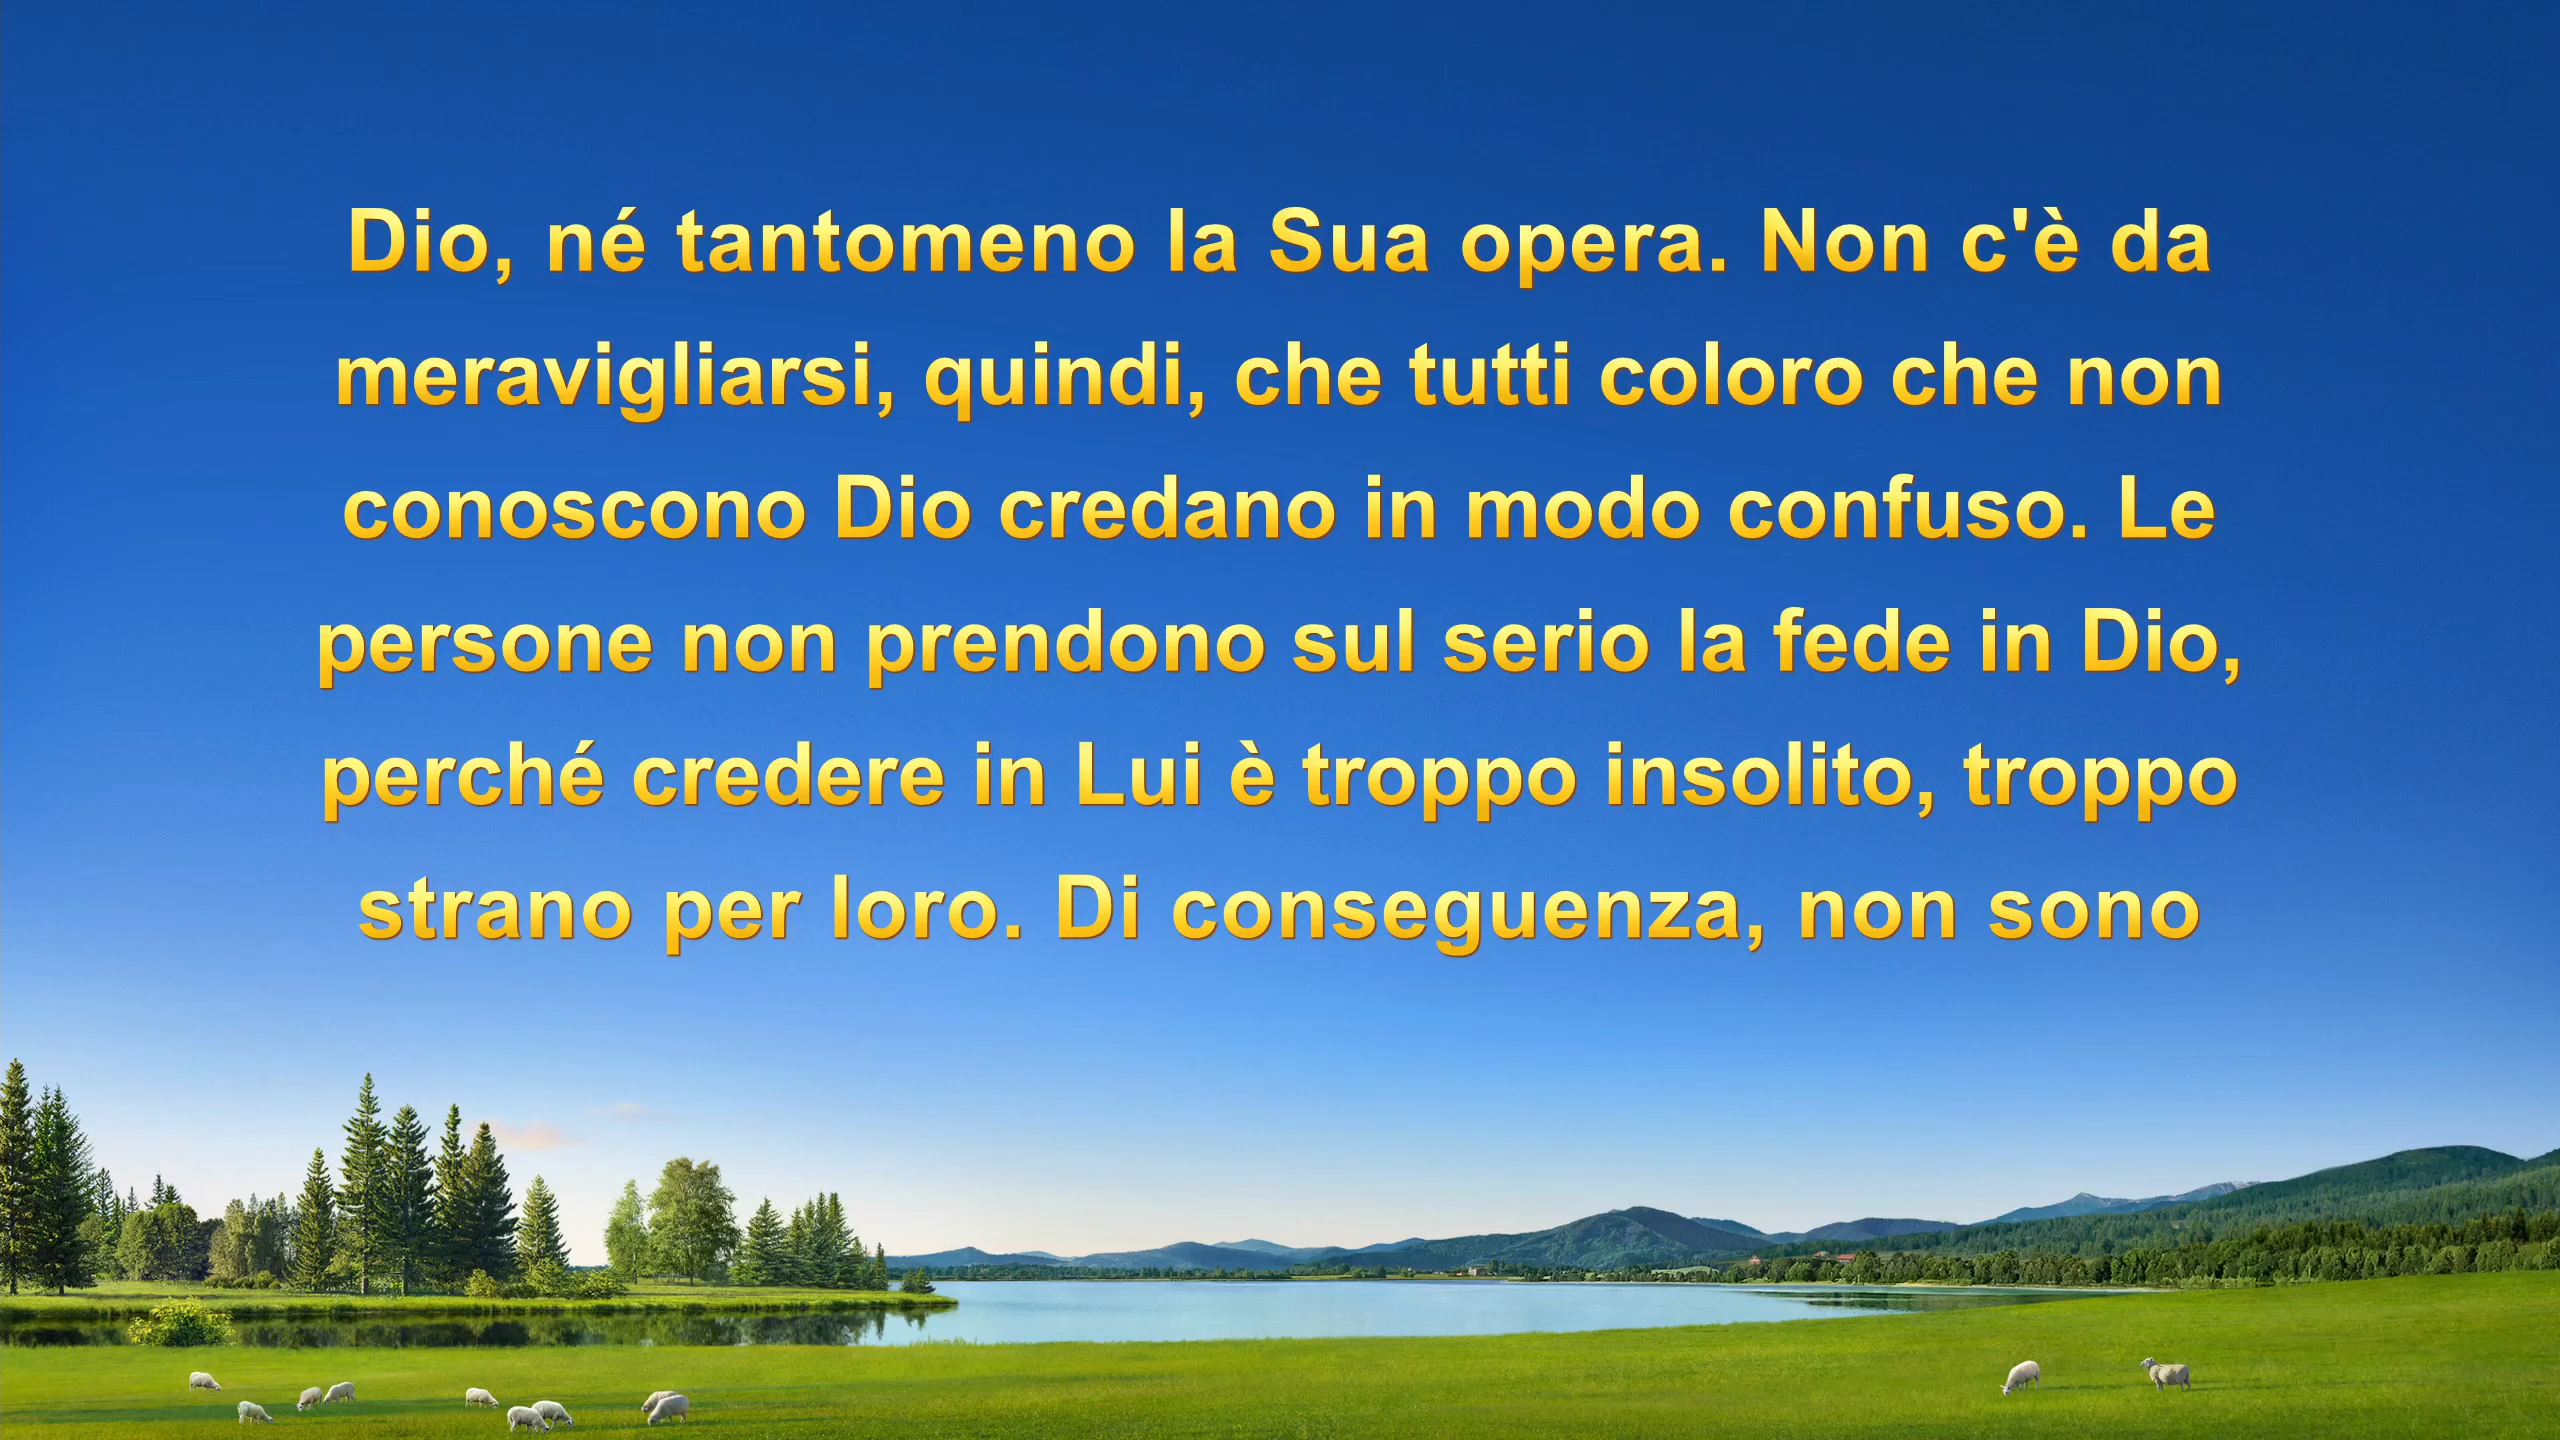 Dio, né tantomeno la Sua opera. Non c'è da
meravigliarsi, quindi, che tutti coloro che non
conoscono Dio credano in modo confuso. Le
persone non prendono sul serio la fede in Dio,
perché credere in Lui è troppo insolito, troppo
strano per loro. Di conseguenza, non sono